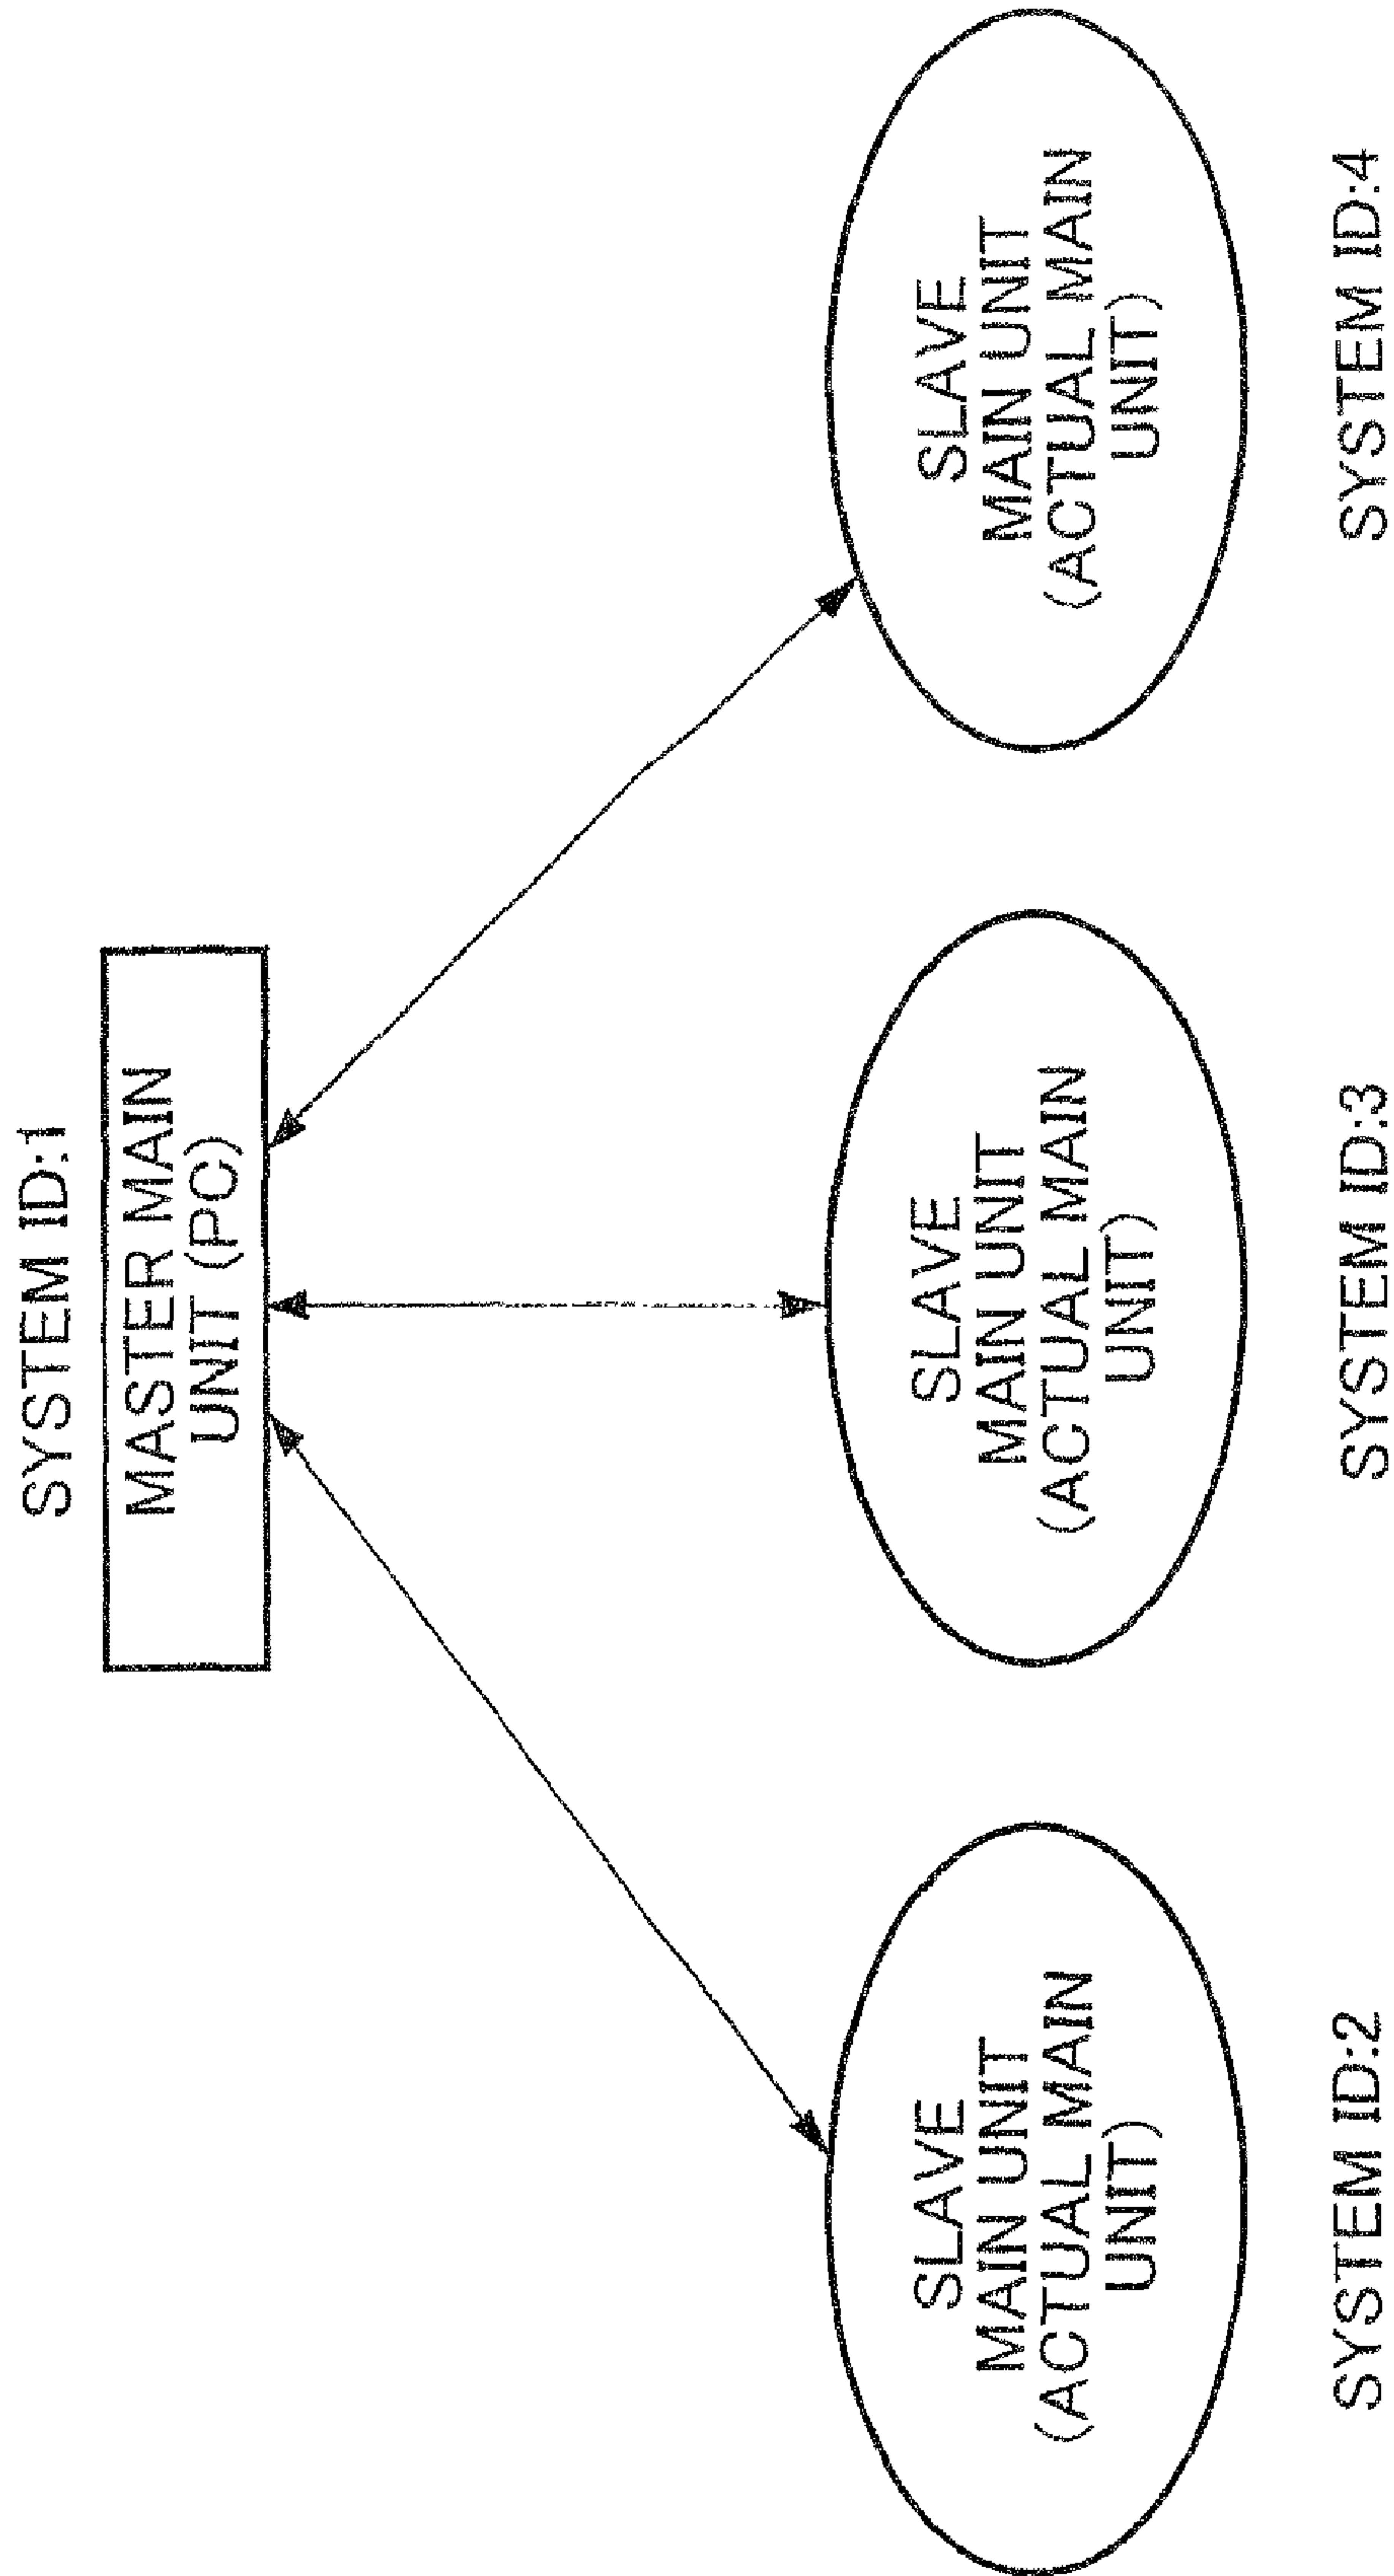 SYSTEM ID:1
MASTER MAIN
UNIT (PC)
SLAVE
MAIN UNIT
(ACTUAL MAIN
UNIT)
SYSTEM ID:2
SLAVE
MAIN UNIT
(ACTUAL MAIN
UNIT)
SYSTEM ID:3
SLAVE
MAIN UNIT
(ACTUAL MAIN
UNIT)
SYSTEM ID:4